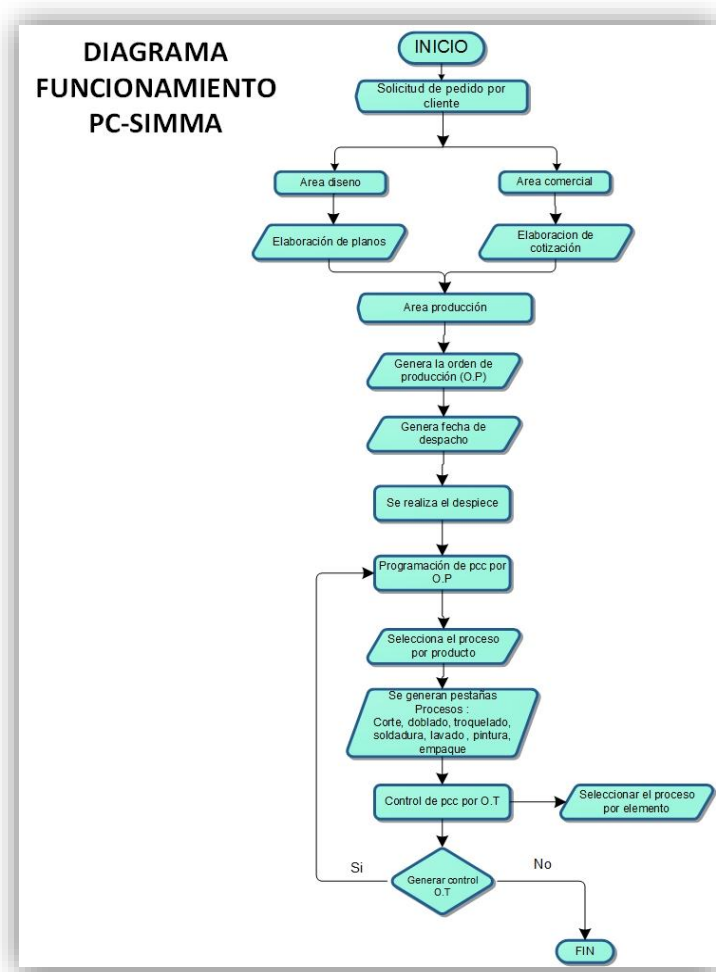 DIAGRAMA
FUNCIONAMIENTO
PC-SIMMA
INICIO
Solicitud de pedido por
cliente
Area diseno
Area comercial
Elaboración de planos
Elaboracion de
cotización
Area producción
Genera la orden de
producción (O.P)
Genera fecha de
despacho
Se realiza el despiece
Programación de pcc por
O.P
Selecciona el proceso
por producto
Se generan pestañas
Procesos :
Corte, doblado, troquelado,
soldadura, lavado , pintura,
empaque
Control de pcc por O.T
Seleccionar el proceso
por elemento
Si
No
Generar control
O.T
FIN